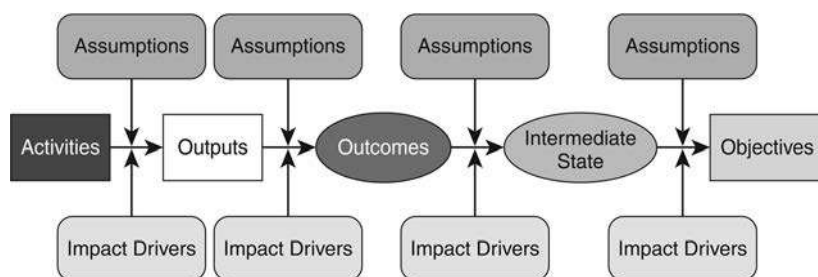 Assumptions Assumptions Assumptions Assumptions
Activities Outputs Outcomes Intermediate State Objectives
Impact Drivers Impact Drivers Impact Drivers Impact Drivers